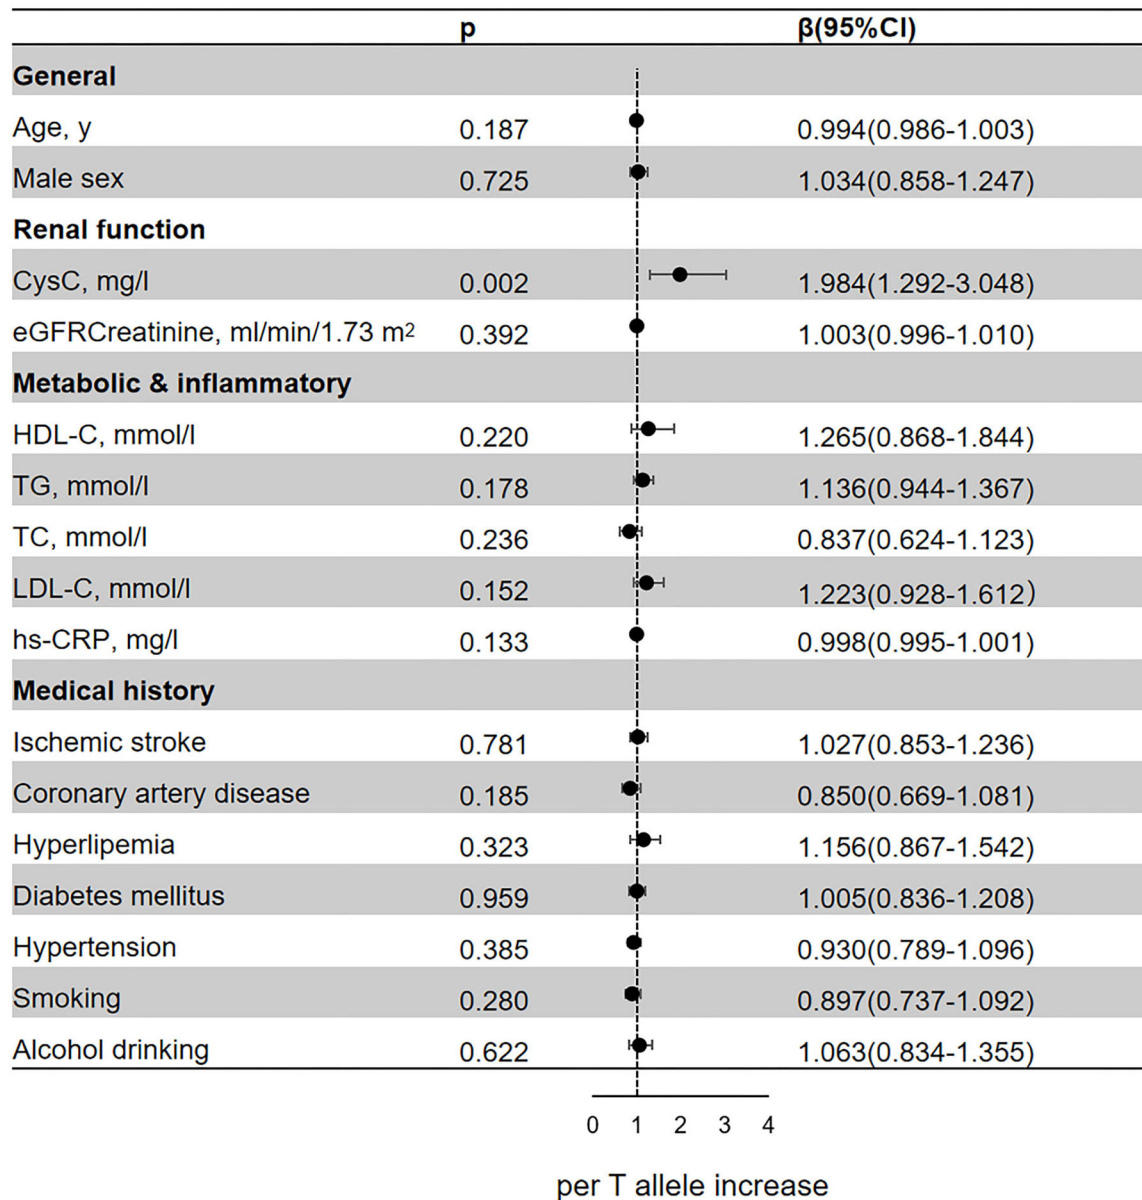 p β(95%CI)
General
Age, y 0.187 0.994(0.986-1.003)
Male sex 0.725 1.034(0.858-1.247)
Renal function
CysC, mg/l 0.002 1.984(1.292-3.048)
eGFRCreatinine, ml/min/1.73 m² 0.392 1.003(0.996-1.010)
Metabolic & inflammatory
HDL-C, mmol/l 0.220 1.265(0.868-1.844)
TG, mmol/l 0.178 1.136(0.944-1.367)
TC, mmol/l 0.236 0.837(0.624-1.123)
LDL-C, mmol/l 0.152 1.223(0.928-1.612)
hs-CRP, mg/l 0.133 0.998(0.995-1.001)
Medical history
Ischemic stroke 0.781 1.027(0.853-1.236)
Coronary artery disease 0.185 0.850(0.669-1.081)
Hyperlipemia 0.323 1.156(0.867-1.542)
Diabetes mellitus 0.959 1.005(0.836-1.208)
Hypertension 0.385 0.930(0.789-1.096)
Smoking 0.280 0.897(0.737-1.092)
Alcohol drinking 0.622 1.063(0.834-1.355)
0 1 2 3 4
per T allele increase